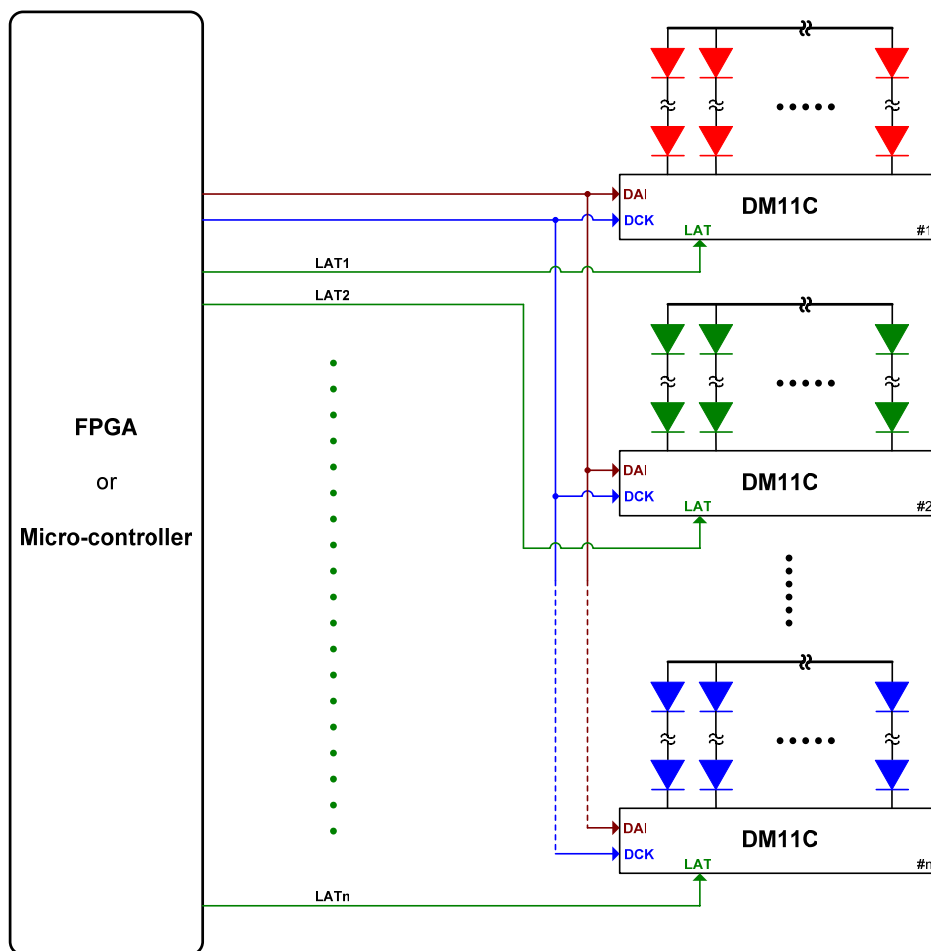 FPGA
or
Micro-controller
LAT1
LAT2
LATn
DAI
DCK
DM11C
LAT
#1
DAI
DCK
DM11C
LAT
#2
DAI
DCK
DM11C
LAT
#n